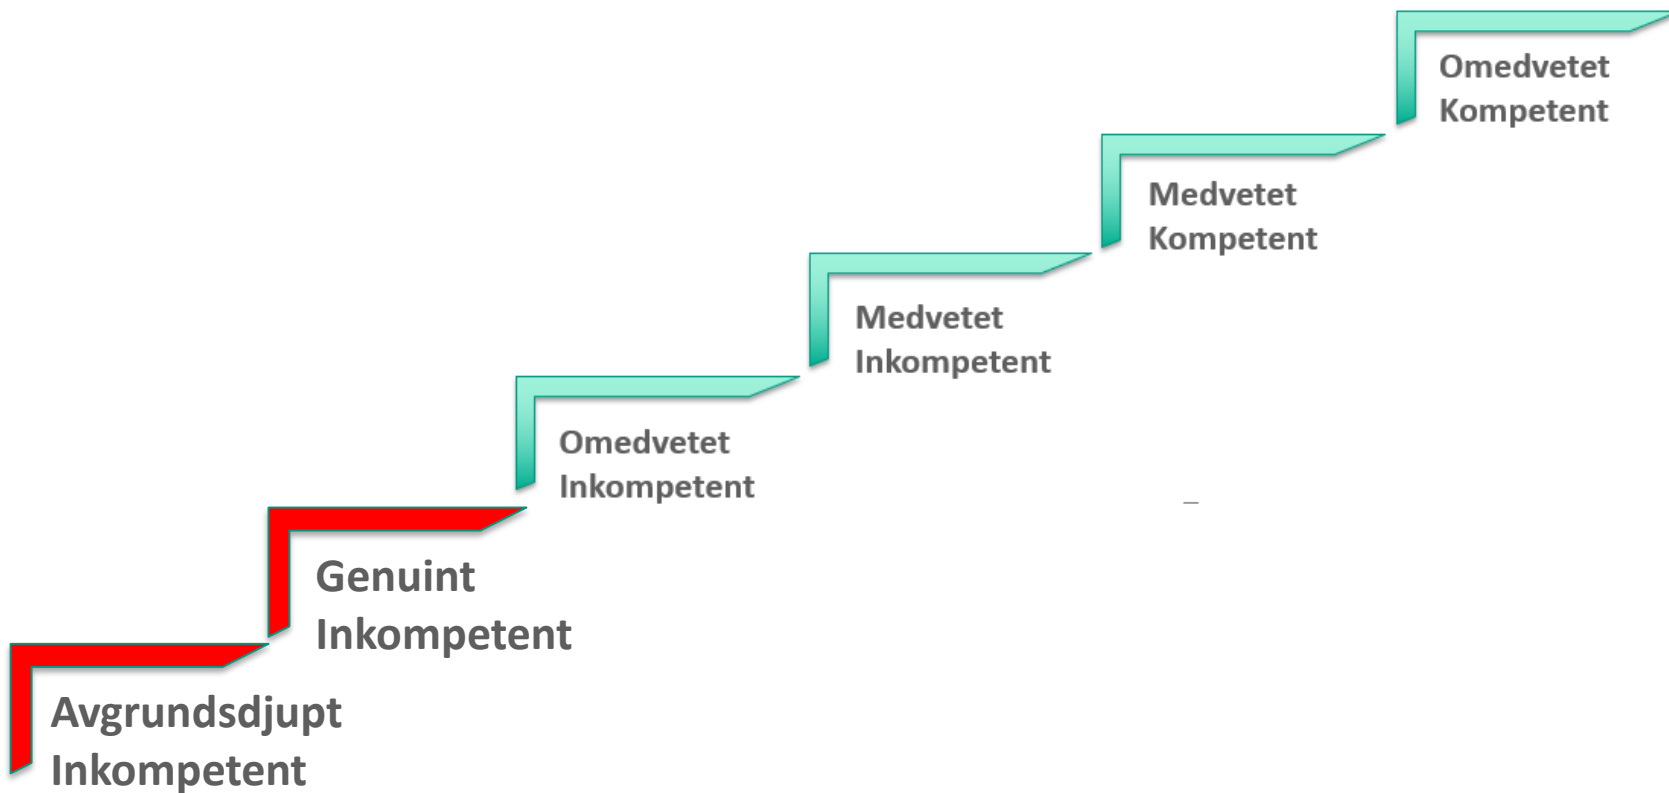 Omedvetet
Kompetent
Medvetet
Kompetent
Medvetet
Inkompetent
Omedvetet
Inkompetent
Genuint
Inkompetent
Avgrundsdjupt
Inkompetent